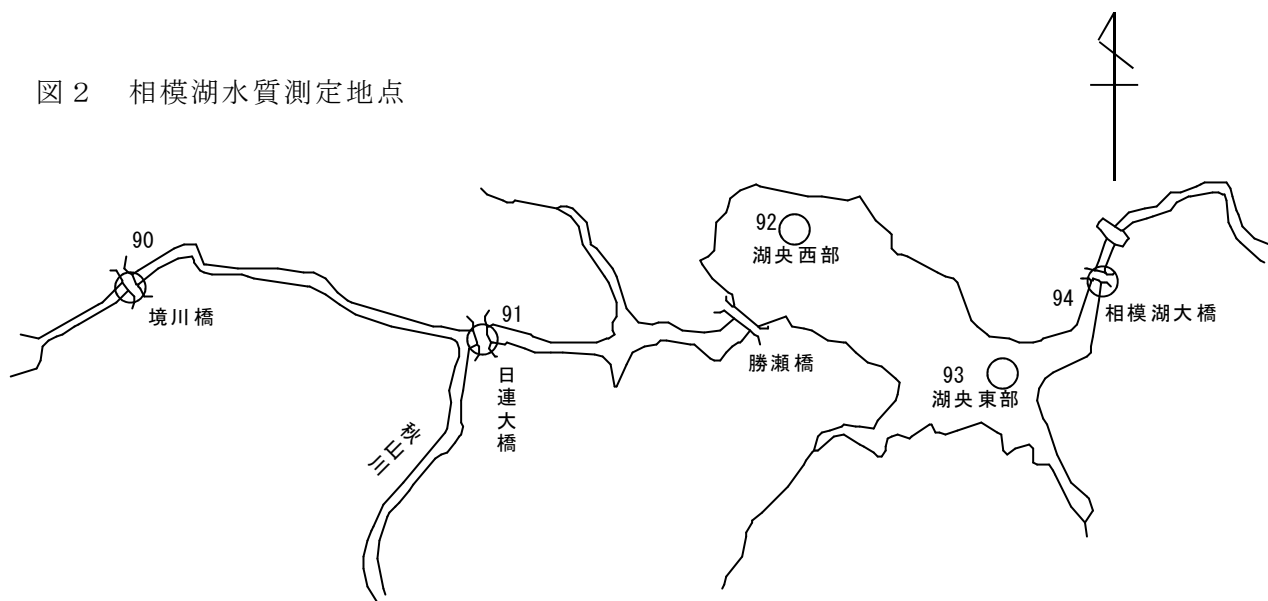 図2 相模湖水質測定地点
90
境川橋
91
日連大橋
秋山川
92
湖央西部
勝瀬橋
93
湖央東部
94
相模湖大橋